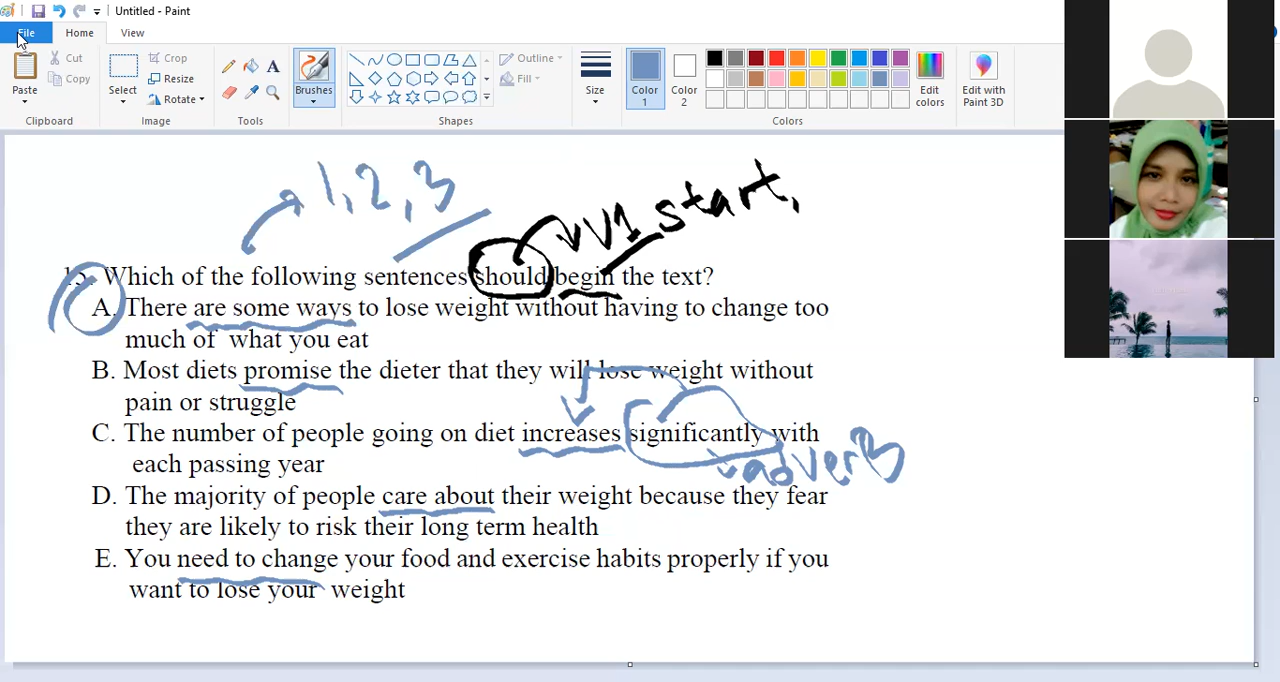 Untitled - Paint
File Home View
Paste Cut Copy Select Crop Resize Rotate Brushes Outline Fill Size Color 1 Color 2 Edit colors Edit with Paint 3D
Clipboard Image Tools Shapes Colors
1, 2, 3
V1 start,
15. Which of the following sentences should begin the text?
A. There are some ways to lose weight without having to change too
much of what you eat
B. Most diets promise the dieter that they will lose weight without
pain or struggle
C. The number of people going on diet increases significantly with
each passing year
adverb
D. The majority of people care about their weight because they fear
they are likely to risk their long term health
E. You need to change your food and exercise habits properly if you
want to lose your weight